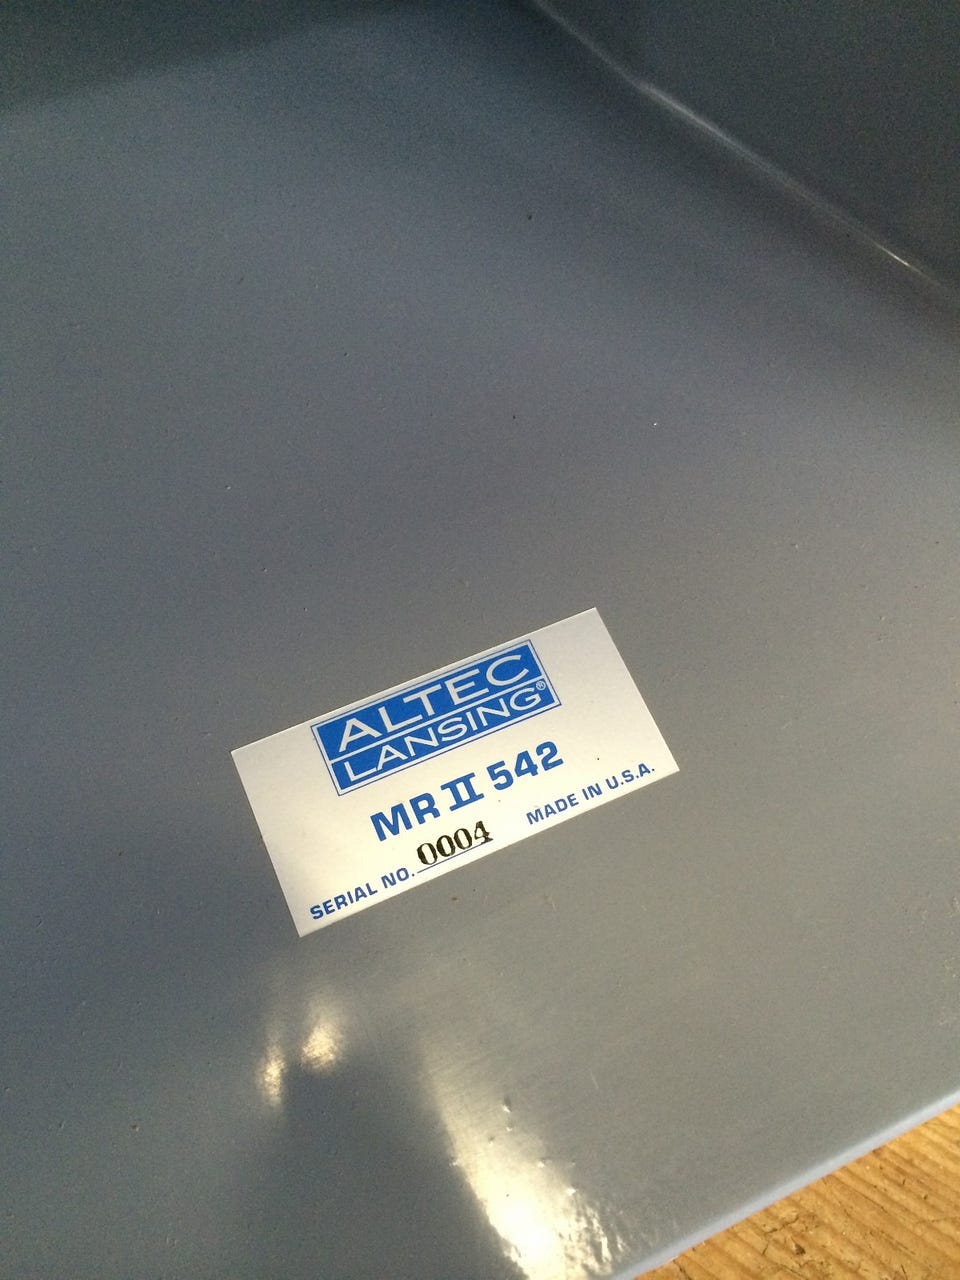 ALTEC
LANSING®
MR II 542
SERIAL NO. 0004 MADE IN U.S.A.